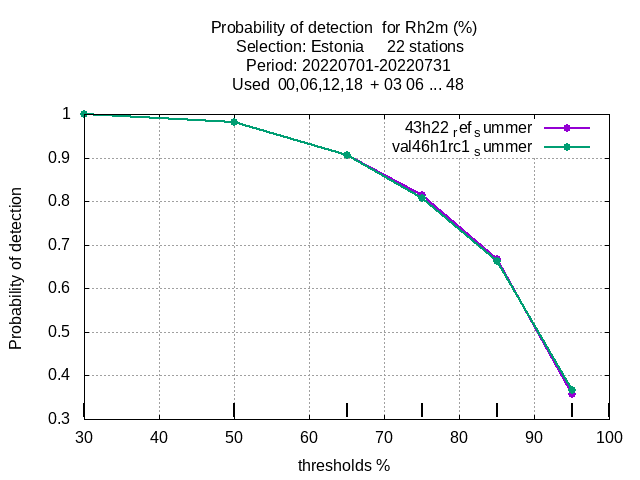 Probability of detection  for Rh2m (%)
Selection: Estonia     22 stations
Period: 20220701-20220731
Used  00,06,12,18  + 03 06 ... 48
43h22 ref summer
val46h1rc1 summer
1
0.9
0.8
0.7
0.6
0.5
0.4
0.3
Probability of detection
30 40 50 60 70 80 90 100
thresholds %